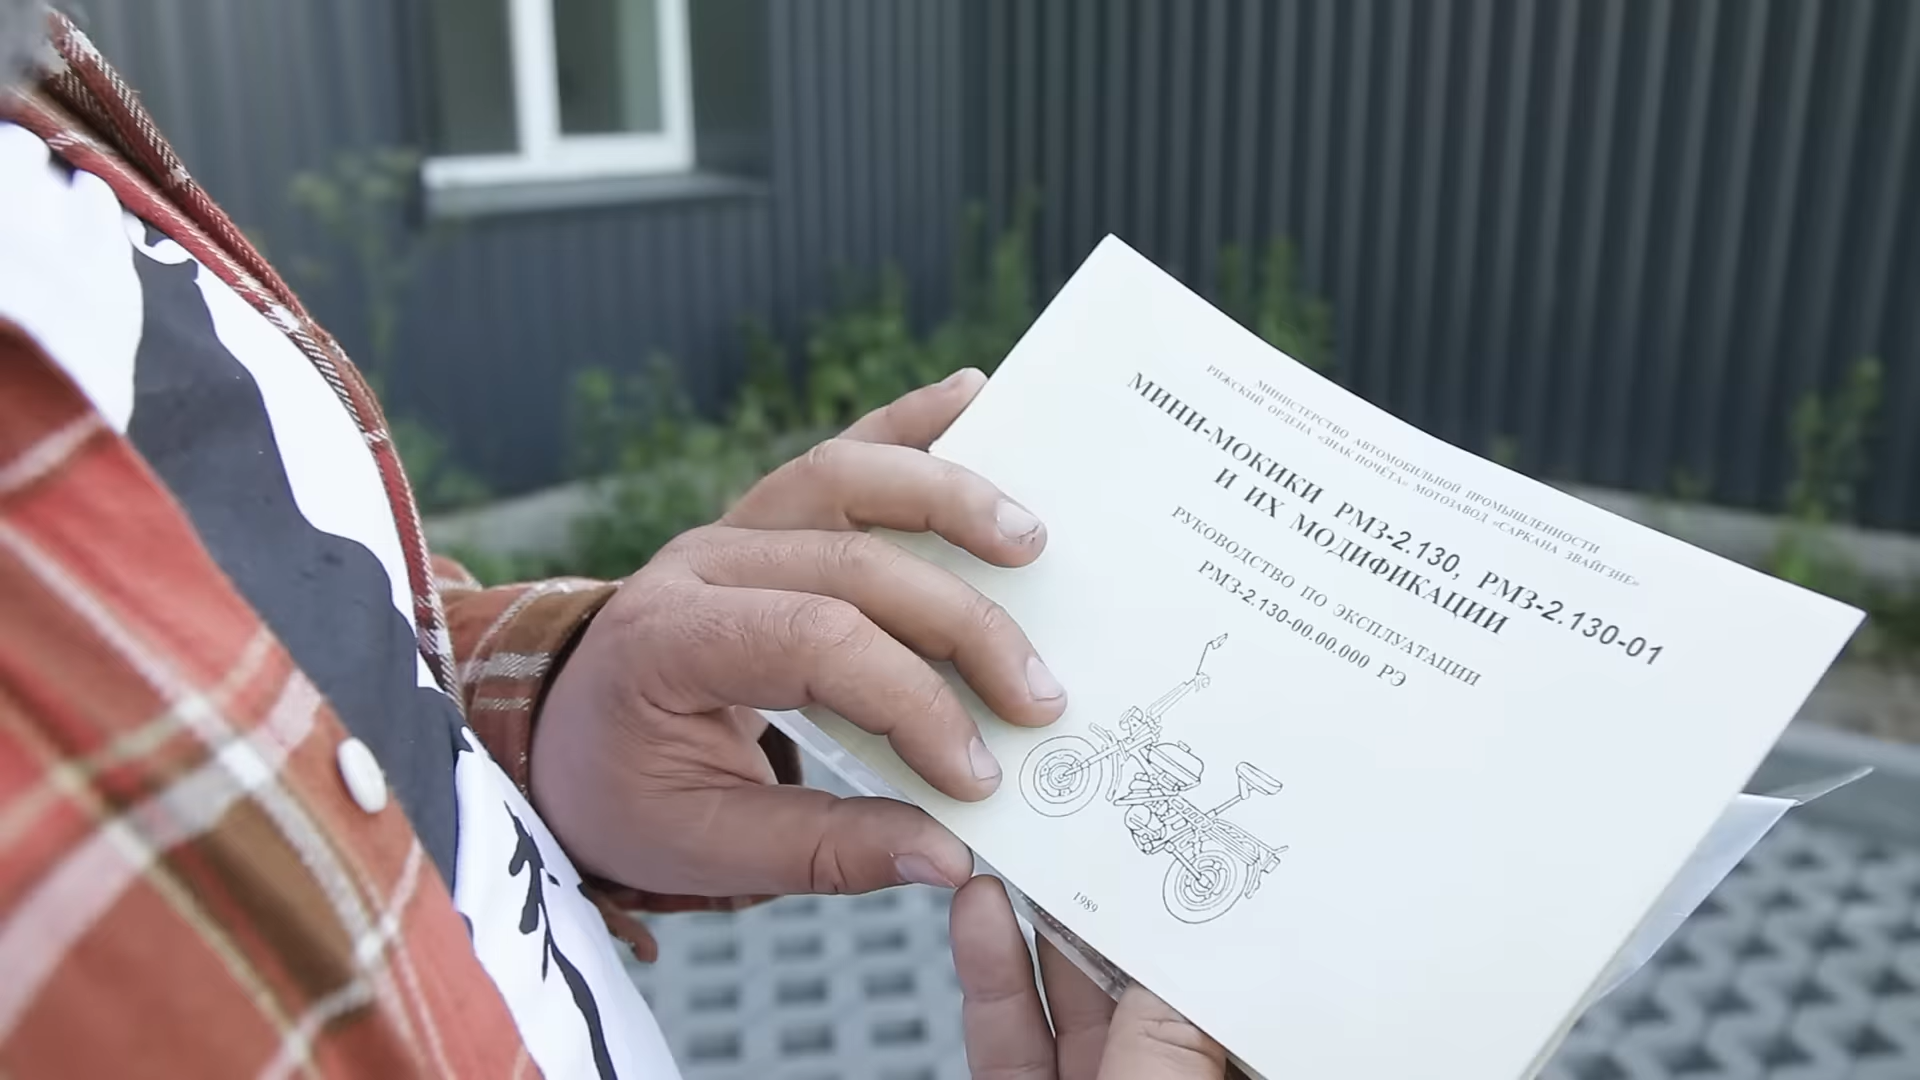 МИНИСТЕРСТВО АВТОМОБИЛЬНОЙ ПРОМЫШЛЕННОСТИ
РИЖСКИЙ ОРДЕНА «ЗНАК ПОЧЁТА» МОТОЗАВОД «САРКАНА ЗВАЙГЗНЕ»
МИНИ-МОКИКИ РМЗ-2.130, РМЗ-2.130-01
И ИХ МОДИФИКАЦИИ
РУКОВОДСТВО ПО ЭКСПЛУАТАЦИИ
РМЗ-2.130-00.00.000 РЭ
1989